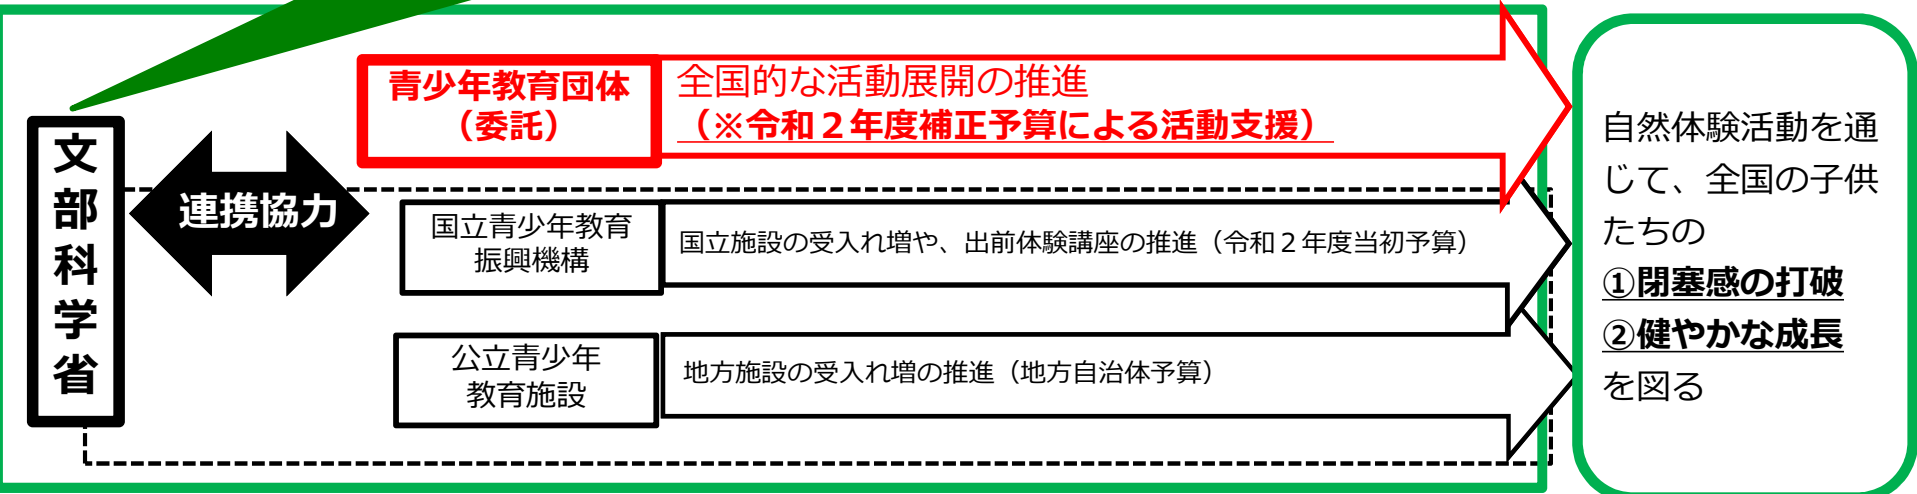 文部科学省
連携協力
青少年教育団体
（委託）
全国的な活動展開の推進
（※令和２年度補正予算による活動支援）
国立青少年教育
振興機構
国立施設の受入れ増や、出前体験講座の推進（令和２年度当初予算）
公立青少年
教育施設
地方施設の受入れ増の推進（地方自治体予算）
自然体験活動を通
じて、全国の子供
たちの
①閉塞感の打破
②健やかな成長
を図る